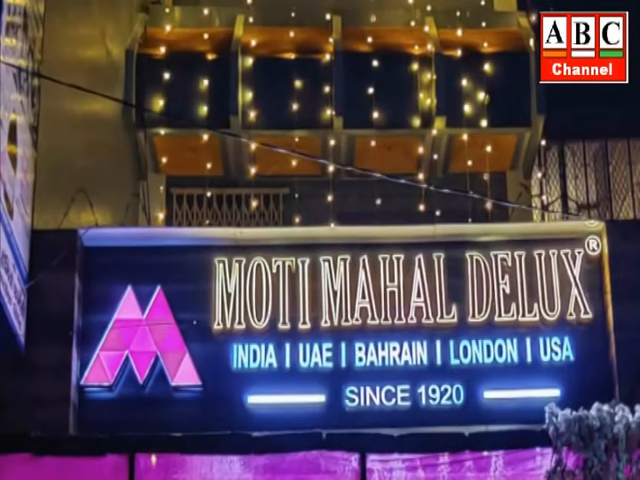 ABC
Channel
MOTI MAHAL DELUX®
INDIA | UAE | BAHRAIN | LONDON | USA
SINCE 1920